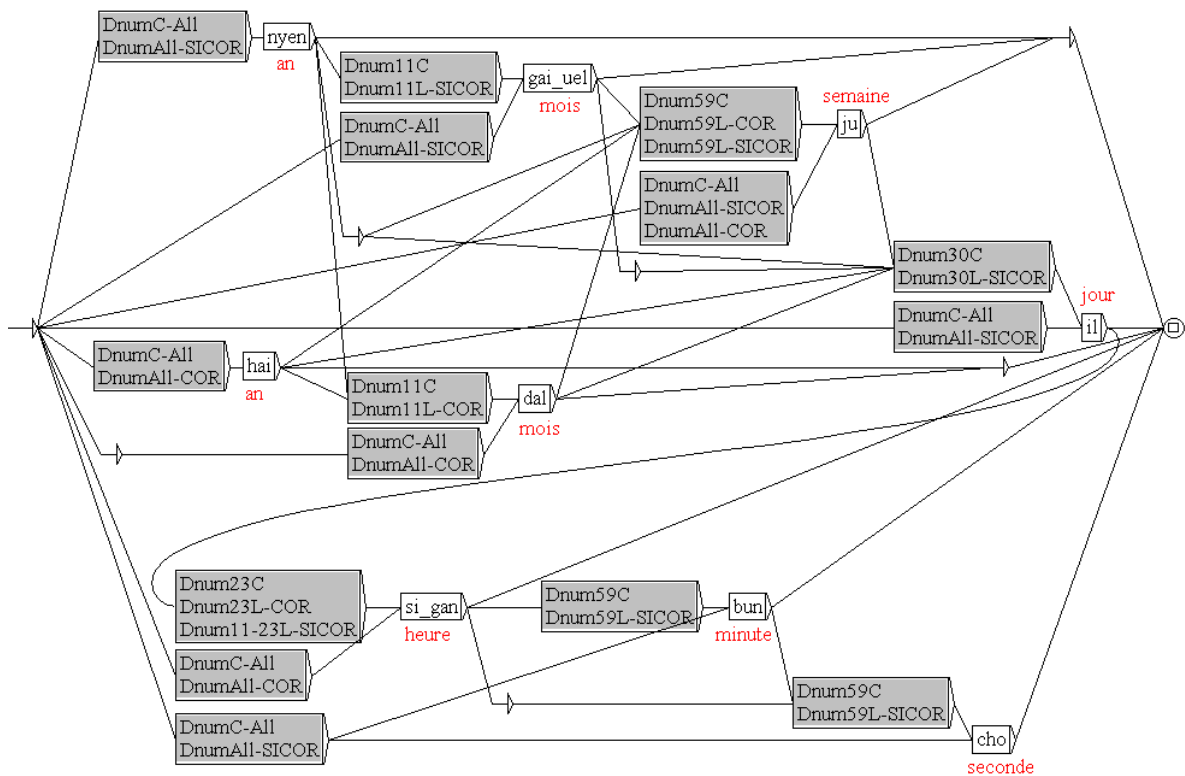 DnumC-All
DnumAll-SICOR
nyen
an
Dnum11C
Dnum11L-SICOR
gai_uel
mois
DnumC-All
DnumAll-SICOR
Dnum59C
Dnum59L-COR
Dnum59L-SICOR
semaine
ju
DnumC-All
DnumAll-SICOR
DnumAll-COR
Dnum30C
Dnum30L-SICOR
jour
il
DnumC-All
DnumAll-SICOR
DnumC-All
DnumAll-COR
hai
an
Dnum11C
Dnum11L-COR
dal
mois
DnumC-All
DnumAll-COR
Dnum23C
Dnum23L-COR
Dnum11-23L-SICOR
si_gan
heure
Dnum59C
Dnum59L-SICOR
bun
minute
DnumC-All
DnumAll-COR
Dnum59C
Dnum59L-SICOR
DnumC-All
DnumAll-SICOR
cho
seconde